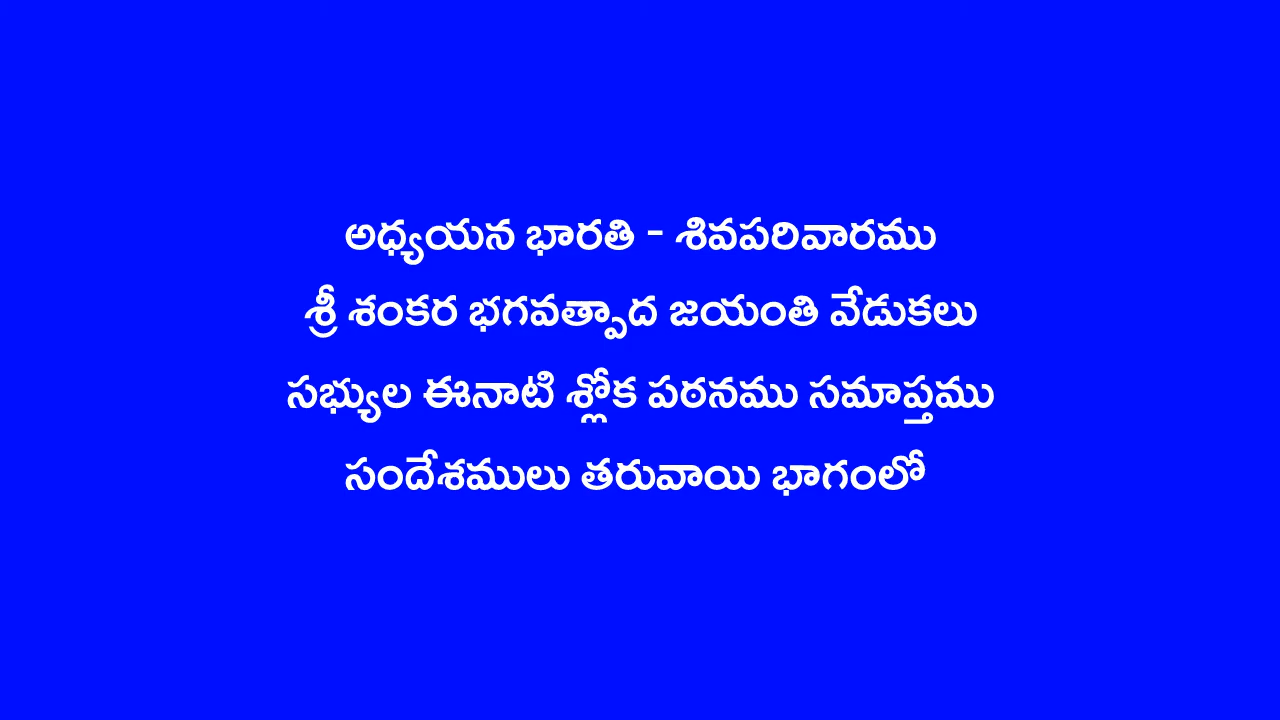 అధ్యయన భారతి - శివపరివారము
శ్రీ శంకర భగవత్పాద జయంతి వేడుకలు
సభ్యుల ఈనాటి శ్లోక పఠనము సమాప్తము
సందేశములు తరువాయి భాగంలో